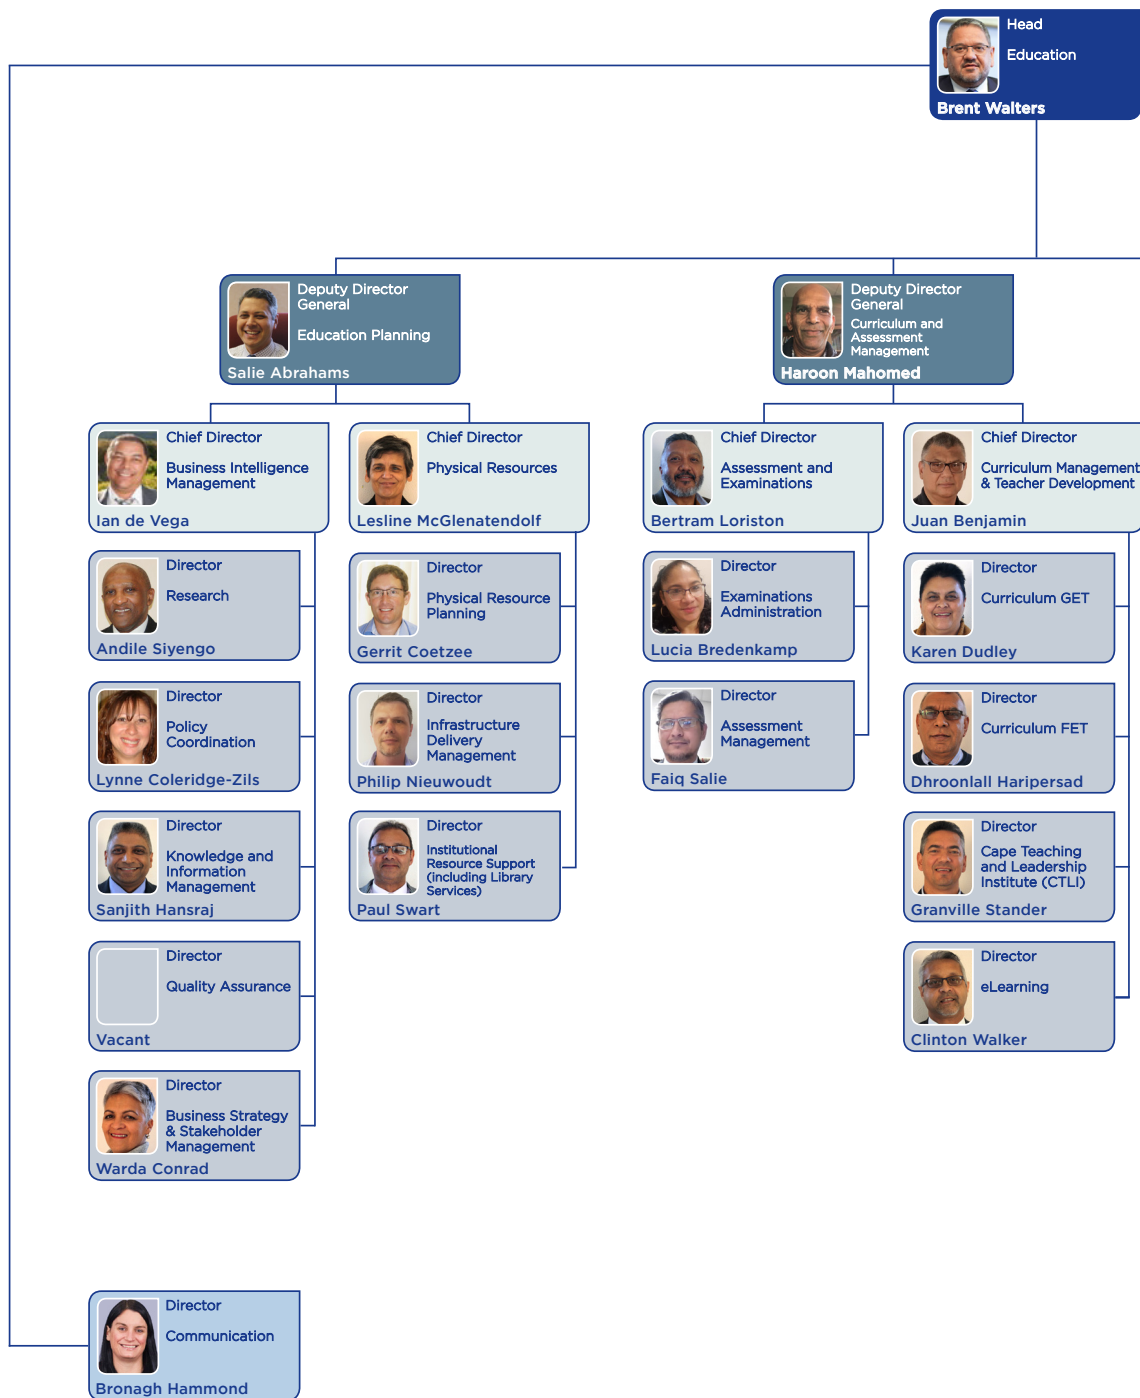 Head
Education
Brent Walters
Deputy Director
General
Education Planning
Salie Abrahams
Deputy Director
General
Curriculum and
Assessment
Management
Haroon Mahomed
Chief Director
Business Intelligence
Management
Ian de Vega
Chief Director
Physical Resources
Lesline McGlenatendolf
Chief Director
Assessment and
Examinations
Bertram Loriston
Chief Director
Curriculum Management
& Teacher Development
Juan Benjamin
Director
Research
Andile Siyengo
Director
Physical Resource
Planning
Gerrit Coetzee
Director
Examinations
Administration
Lucia Bredenkamp
Director
Curriculum GET
Karen Dudley
Director
Policy
Coordination
Lynne Coleridge-Zils
Director
Infrastructure
Delivery
Management
Philip Nieuwoudt
Director
Assessment
Management
Faiq Salie
Director
Curriculum FET
Dhroonlall Haripersad
Director
Knowledge and
Information
Management
Sanjith Hansraj
Director
Institutional
Resource Support
(including Library
Services)
Paul Swart
Director
Cape Teaching
and Leadership
Institute (CTLI)
Granville Stander
Director
Quality Assurance
Vacant
Director
eLearning
Clinton Walker
Director
Business Strategy
& Stakeholder
Management
Warda Conrad
Director
Communication
Bronagh Hammond